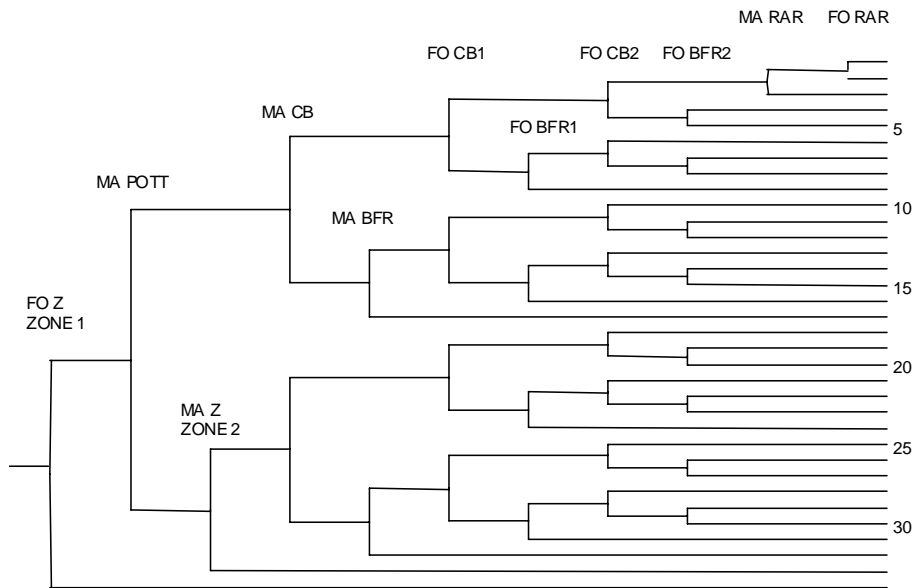 MA RAR FO RAR
FO CB1 FO CB2 FO BFR2
MA CB
FO BFR1
5
MA POTT
10
MA BFR
15
FO Z
ZONE 1
20
MA Z
ZONE 2
25
30